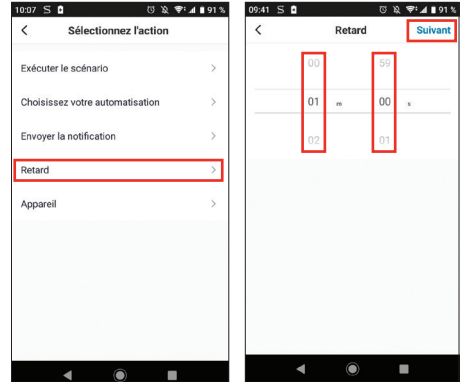 10:07 S 91 %
Sélectionnez l'action
Exécuter le scénario
Choisissez votre automatisation
Envoyer la notification
Retard
Appareil
09:41 S 91 %
Retard Suivant
00 59
01 m 00 s
02 01